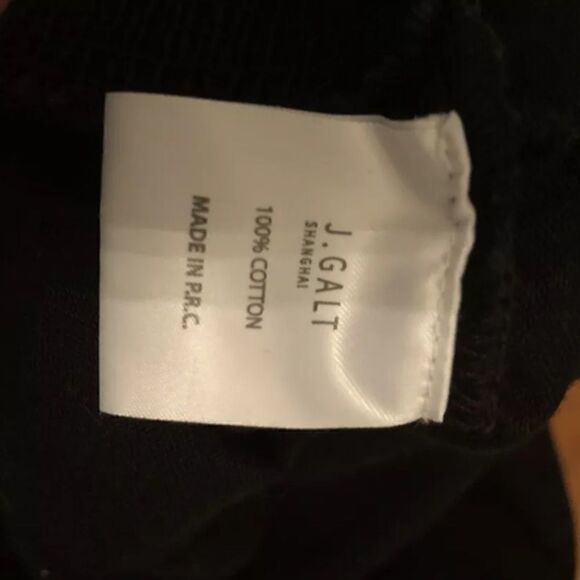 J.GALT
SHANGHAI
100% COTTON
MADE IN P.R.C.